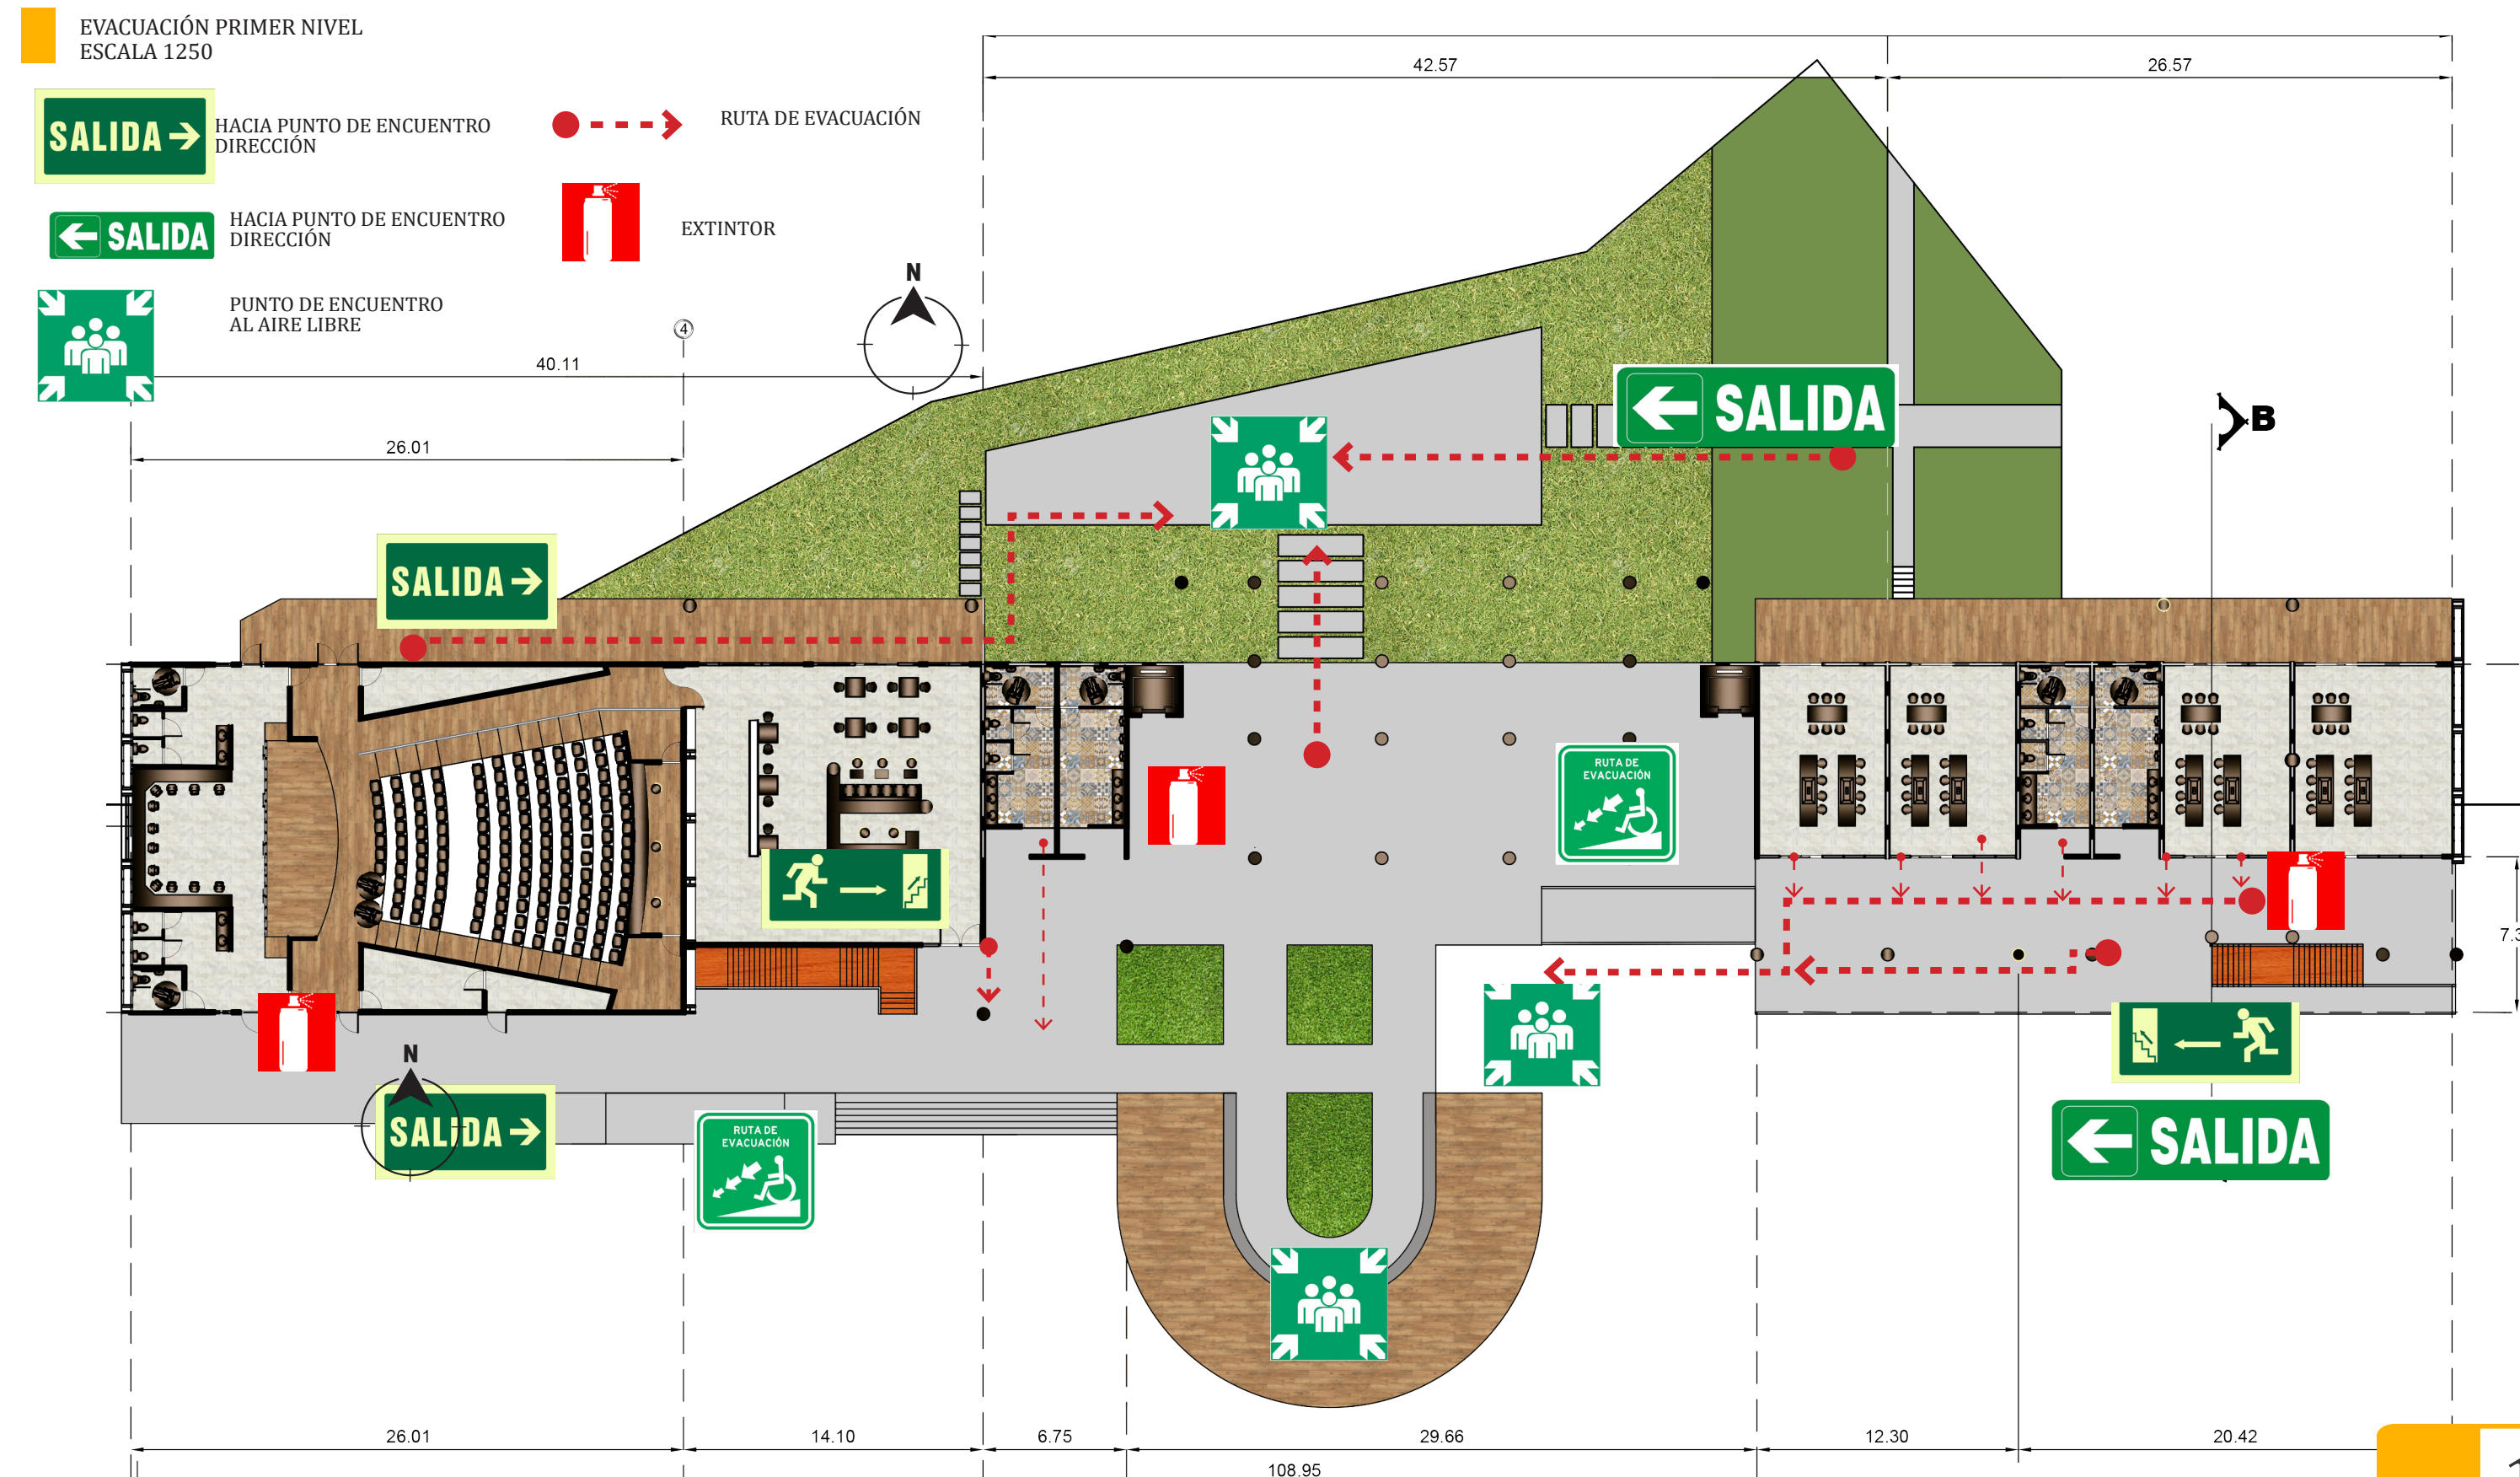 EVACUACIÓN PRIMER NIVEL
ESCALA 1250
SALIDA
HACIA PUNTO DE ENCUENTRO
DIRECCIÓN
RUTA DE EVACUACIÓN
SALIDA
HACIA PUNTO DE ENCUENTRO
DIRECCIÓN
EXTINTOR
PUNTO DE ENCUENTRO
AL AIRE LIBRE
42.57
26.57
N
4
40.11
26.01
SALIDA
B
SALIDA
RUTA DE
EVACUACIÓN
7.3
N
SALIDA
RUTA DE
EVACUACIÓN
SALIDA
26.01
14.10
6.75
29.66
12.30
20.42
108.95